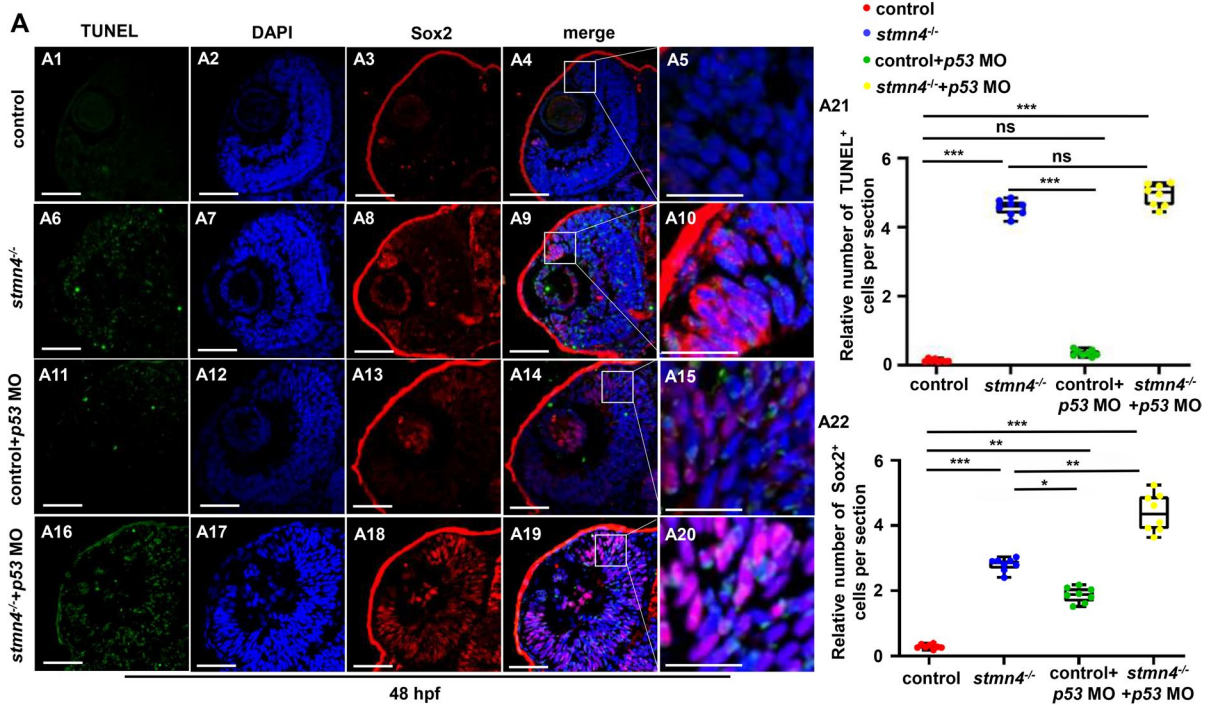 A
TUNEL DAPI Sox2 merge
control
A1 A2 A3 A4 A5
stmn4-/-
A6 A7 A8 A9 A10
control+p53 MO
A11 A12 A13 A14 A15
stmn4-/-+p53 MO
A16 A17 A18 A19 A20
48 hpf
control
stmn4-/-
control+p53 MO
stmn4-/-+p53 MO
A21
***
ns
*** ns
***
Relative number of TUNEL+
cells per section
6
4
2
0
control stmn4-/- control+ stmn4-/-
p53 MO +p53 MO
A22
***
**
*** **
*
Relative number of Sox2+
cells per section
6
4
2
0
control stmn4-/- control+ stmn4-/-
p53 MO +p53 MO